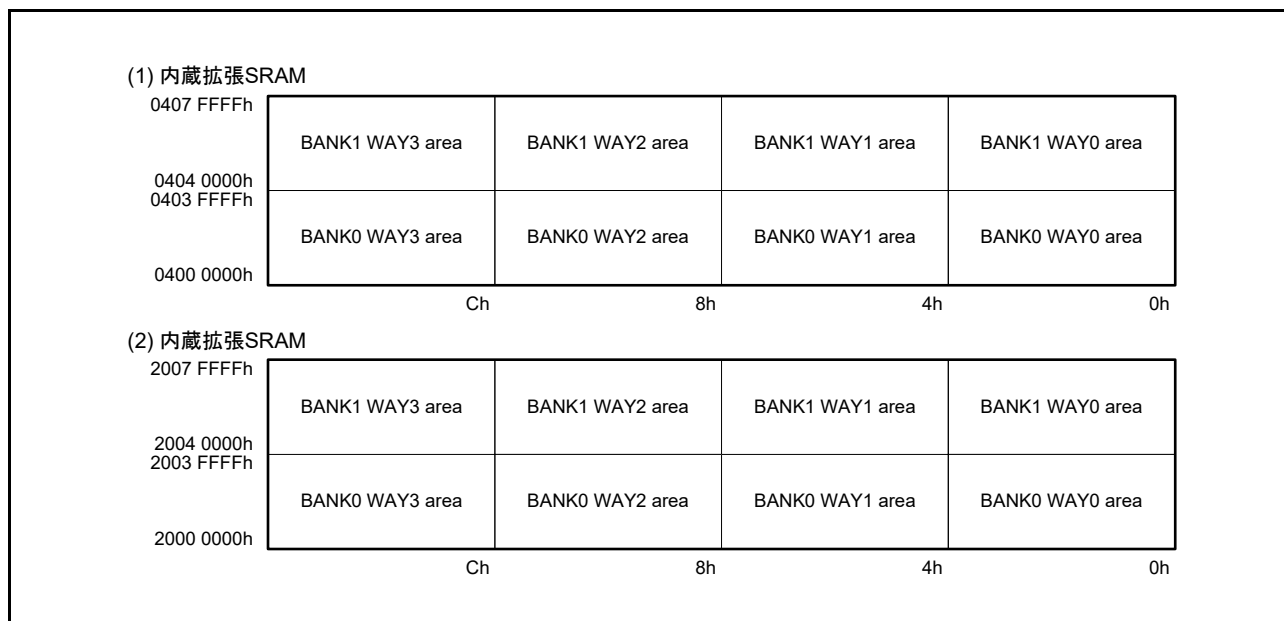 (1) 内蔵拡張SRAM
0407 FFFFh
BANK1 WAY3 area BANK1 WAY2 area BANK1 WAY1 area BANK1 WAY0 area
0404 0000h
0403 FFFFh
BANK0 WAY3 area BANK0 WAY2 area BANK0 WAY1 area BANK0 WAY0 area
0400 0000h
Ch 8h 4h 0h
(2) 内蔵拡張SRAM
2007 FFFFh
BANK1 WAY3 area BANK1 WAY2 area BANK1 WAY1 area BANK1 WAY0 area
2004 0000h
2003 FFFFh
BANK0 WAY3 area BANK0 WAY2 area BANK0 WAY1 area BANK0 WAY0 area
2000 0000h
Ch 8h 4h 0h